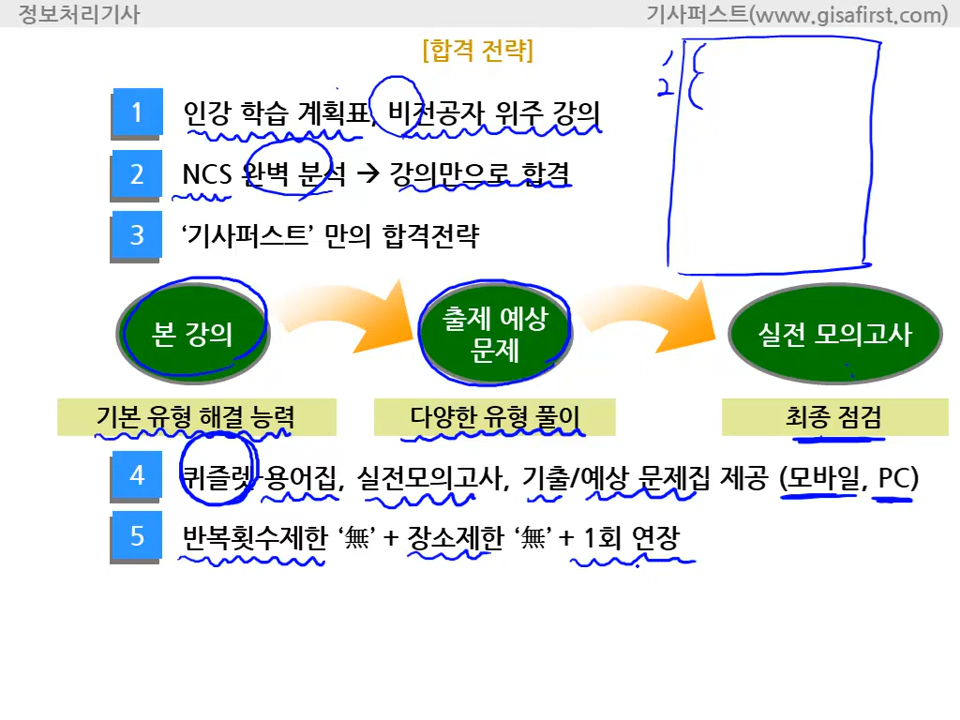 정보처리기사
기사퍼스트(www.gisafirst.com)
[합격 전략]
1 인강 학습 계획표, 비전공자 위주 강의
1
2
2 NCS 완벽 분석 → 강의만으로 합격
3 ‘기사퍼스트’ 만의 합격전략
본 강의
출제 예상
문제
실전 모의고사
기본 유형 해결 능력
다양한 유형 풀이
최종 점검
4 퀴즐렛-용어집, 실전모의고사, 기출/예상 문제집 제공 (모바일, PC)
5 반복횟수제한 ‘無’ + 장소제한 ‘無’ + 1회 연장